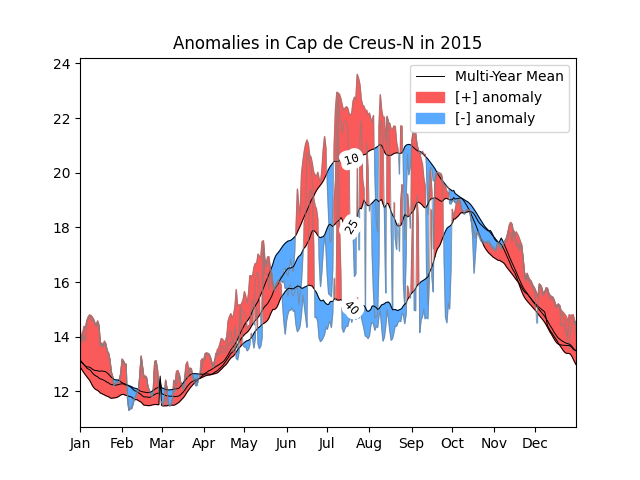 Anomalies in Cap de Creus-N in 2015
24
22
20
18
16
14
12
Multi-Year Mean
[+] anomaly
[-] anomaly
10
25
40
Jan Feb Mar Apr May Jun Jul Aug Sep Oct Nov Dec